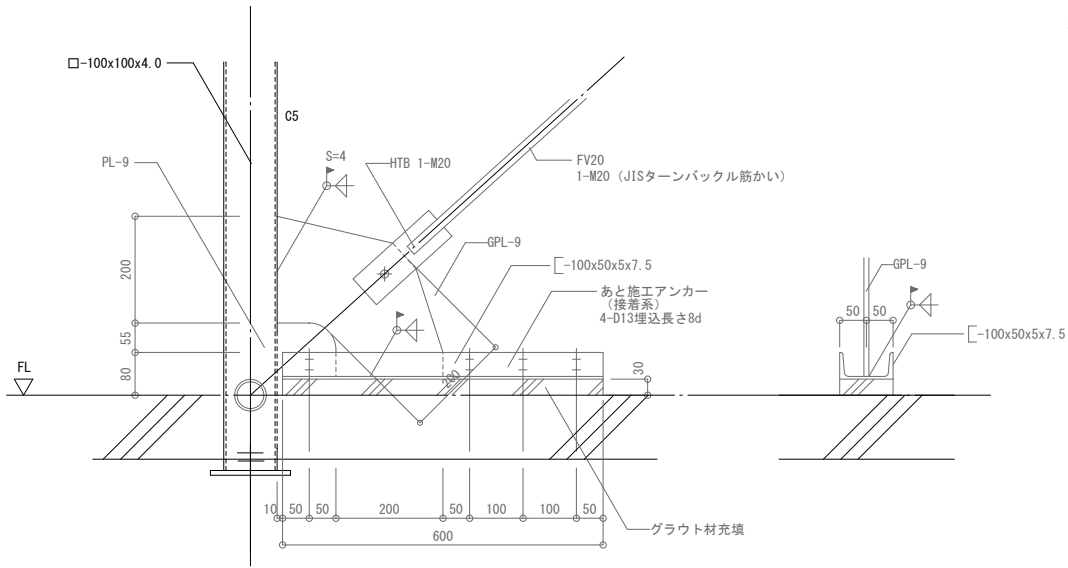 □-100x100x4.0
C5
PL-9
S=4
HTB 1-M20
FV20
1-M20 (JISターンバックル筋かい)
GPL-9
[-100x50x5x7.5
あと施工アンカー
(接着系)
4-D13埋込長さ8d
GPL-9
50 50
[-100x50x5x7.5
200
55
80
FL
200
30
10 50 50 200 50 100 100 50
600
グラウト材充填